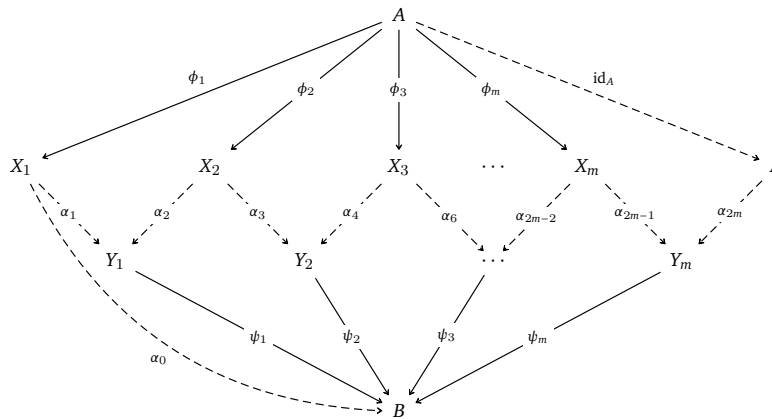 A
ϕ₁ ϕ₂ ϕ₃ ϕₘ id_A
X₁ X₂ X₃ ⋯ Xₘ
α₁ α₂ α₃ α₄ α₆ α₂ₘ₋₂ α₂ₘ₋₁ α₂ₘ
Y₁ Y₂ ⋯ Yₘ
ψ₁ ψ₂ ψ₃ ψₘ
α₀
B